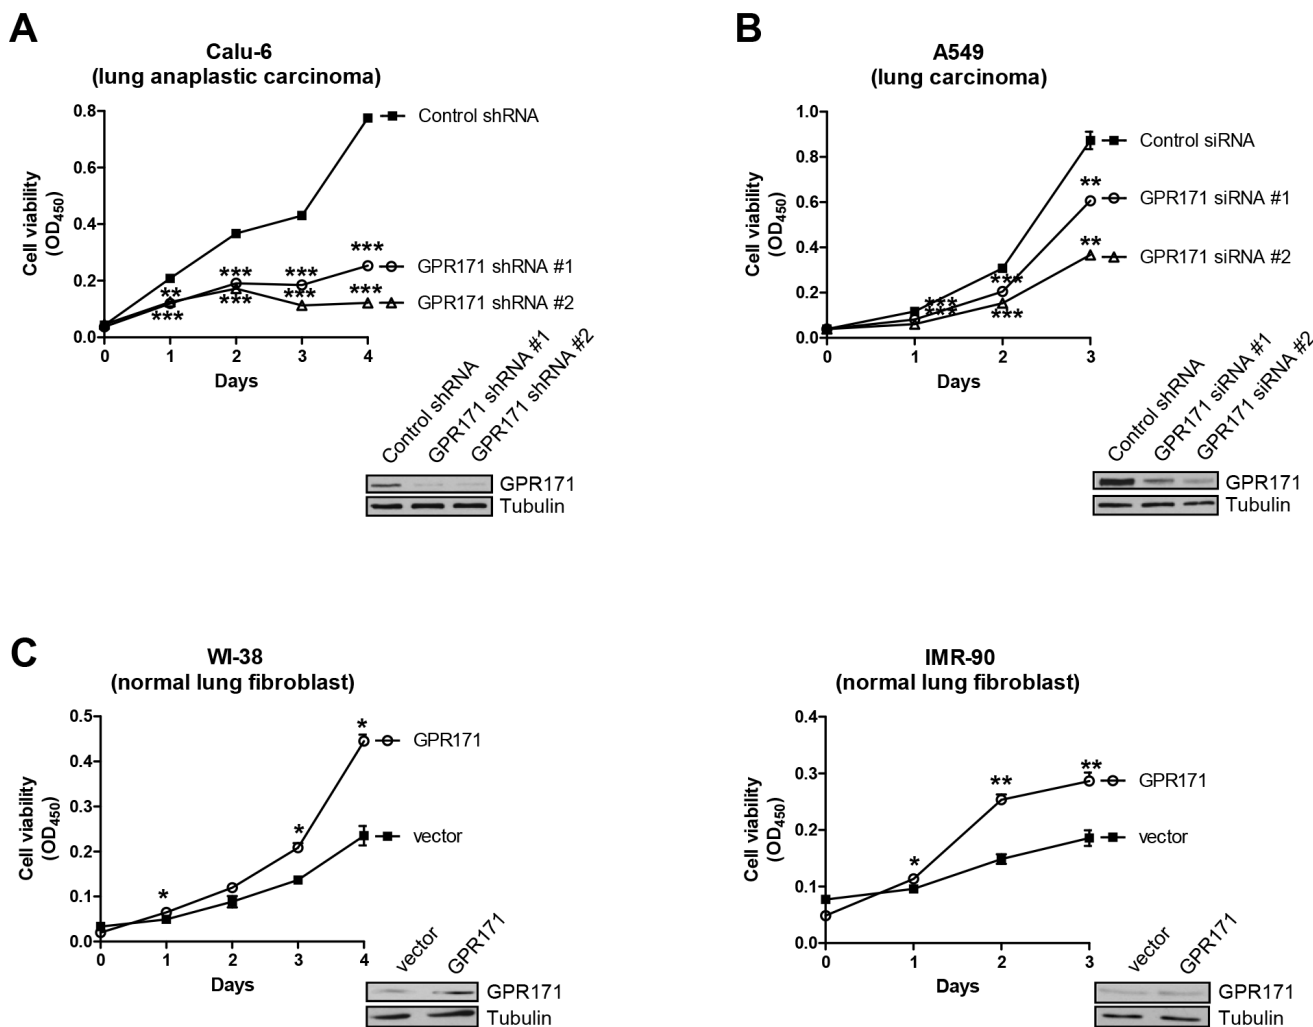 A
Calu-6
(lung anaplastic carcinoma)
Cell viability
(OD450)
0.8
0.6
0.4
0.2
0.0
0 1 2 3 4
Days
Control shRNA
GPR171 shRNA #1
GPR171 shRNA #2
***
***
***
**
***
***
***
***
Control shRNA
GPR171 shRNA #1
GPR171 shRNA #2
GPR171
Tubulin
B
A549
(lung carcinoma)
Cell viability
(OD450)
1.0
0.8
0.6
0.4
0.2
0.0
0 1 2 3
Days
Control siRNA
GPR171 siRNA #1
GPR171 siRNA #2
**
**
***
***
***
***
Control shRNA
GPR171 siRNA #1
GPR171 siRNA #2
GPR171
Tubulin
C
WI-38
(normal lung fibroblast)
Cell viability
(OD450)
0.5
0.4
0.3
0.2
0.1
0.0
0 1 2 3 4
Days
GPR171
vector
*
*
*
vector
GPR171
GPR171
Tubulin
IMR-90
(normal lung fibroblast)
Cell viability
(OD450)
0.4
0.3
0.2
0.1
0.0
0 1 2 3
Days
GPR171
vector
**
**
*
vector
GPR171
GPR171
Tubulin